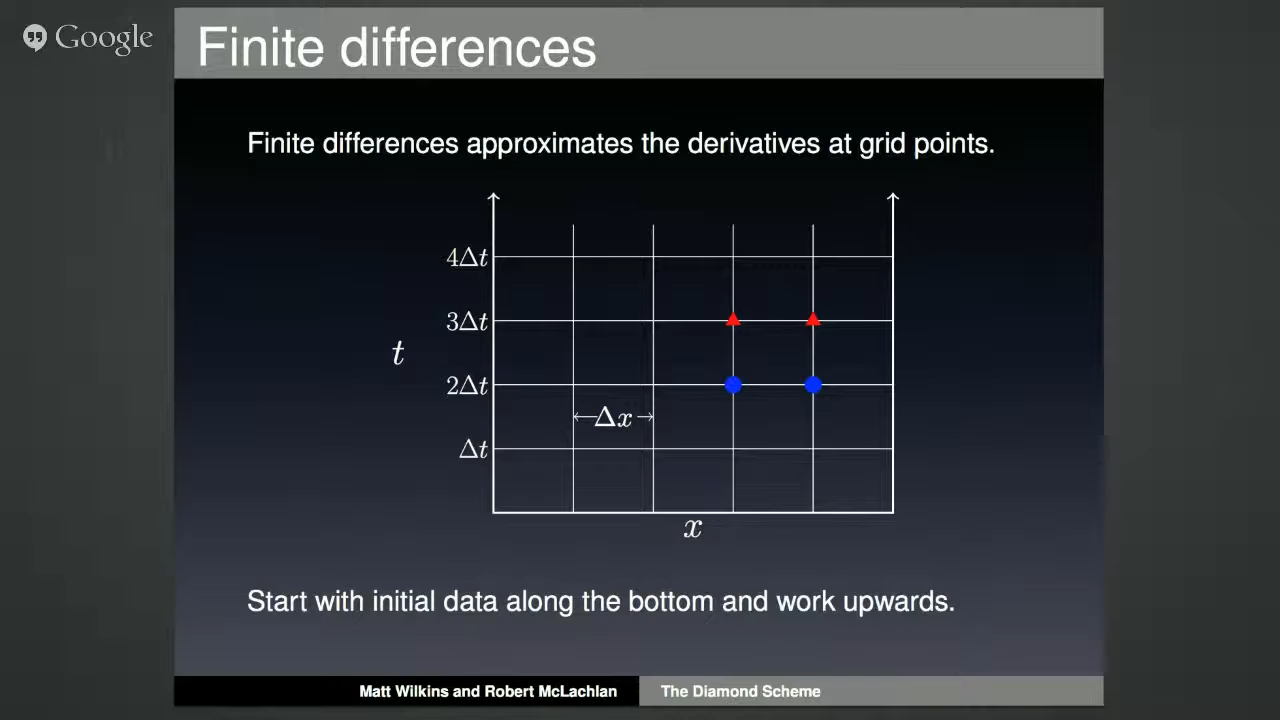 Google
Finite differences
Finite differences approximates the derivatives at grid points.
4Δt
3Δt
t
2Δt
Δx
Δt
x
Start with initial data along the bottom and work upwards.
Matt Wilkins and Robert McLachlan
The Diamond Scheme